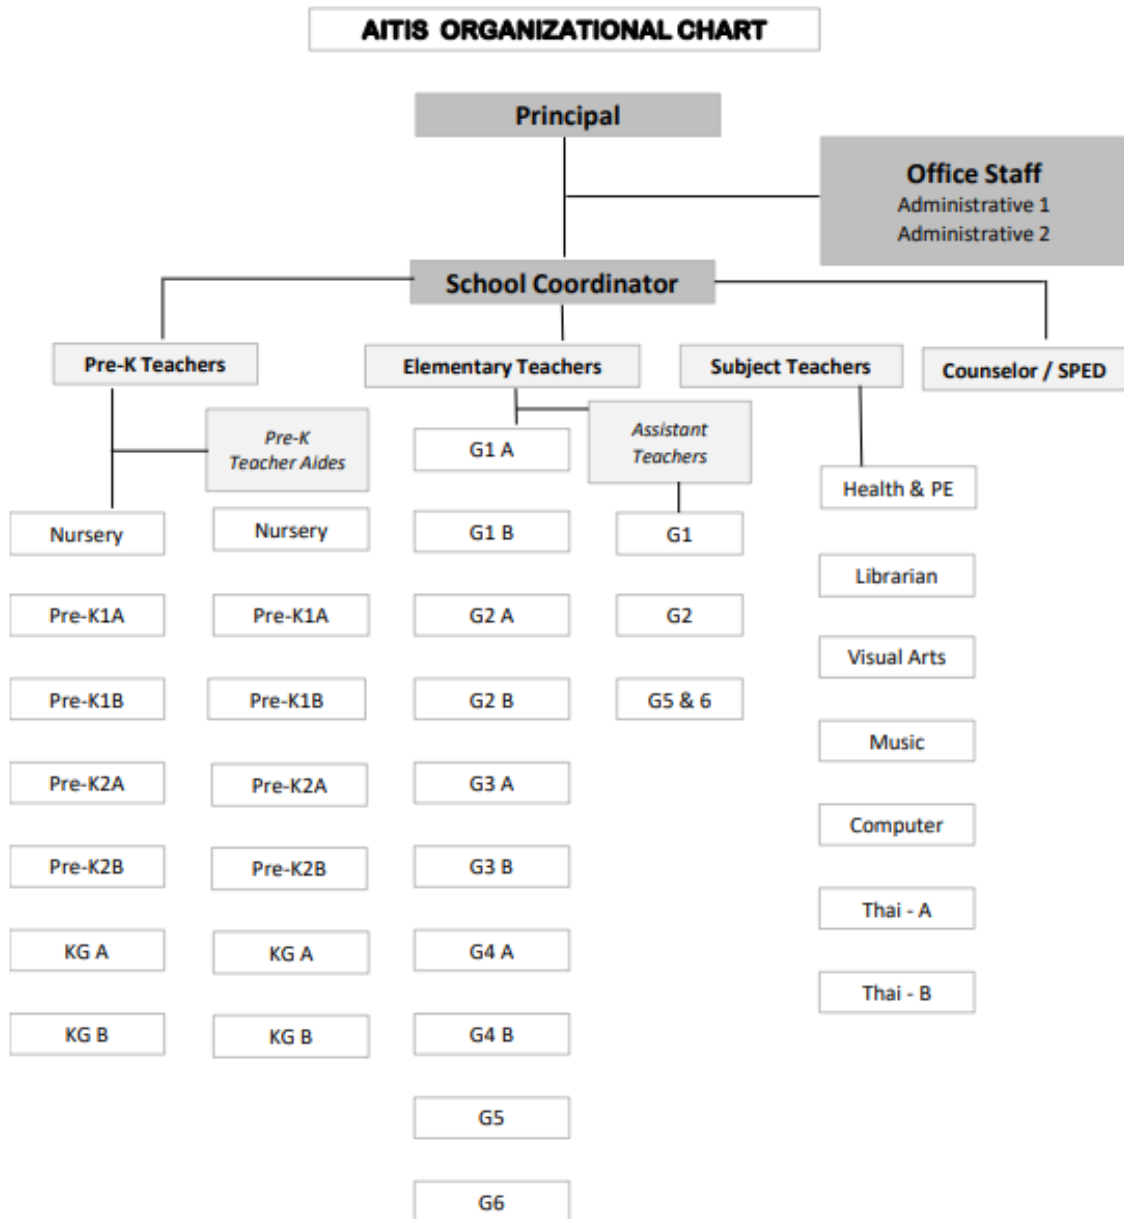 AITIS ORGANIZATIONAL CHART
Principal
Office Staff
Administrative 1
Administrative 2
School Coordinator
Pre-K Teachers
Elementary Teachers
Subject Teachers
Counselor / SPED
Pre-K
Teacher Aides
Assistant
Teachers
Nursery
Pre-K1A
Pre-K1B
Pre-K2A
Pre-K2B
KG A
KG B
Nursery
Pre-K1A
Pre-K1B
Pre-K2A
Pre-K2B
KG A
KG B
G1 A
G1 B
G2 A
G2 B
G3 A
G3 B
G4 A
G4 B
G5
G6
G1
G2
G5 & 6
Health & PE
Librarian
Visual Arts
Music
Computer
Thai - A
Thai - B